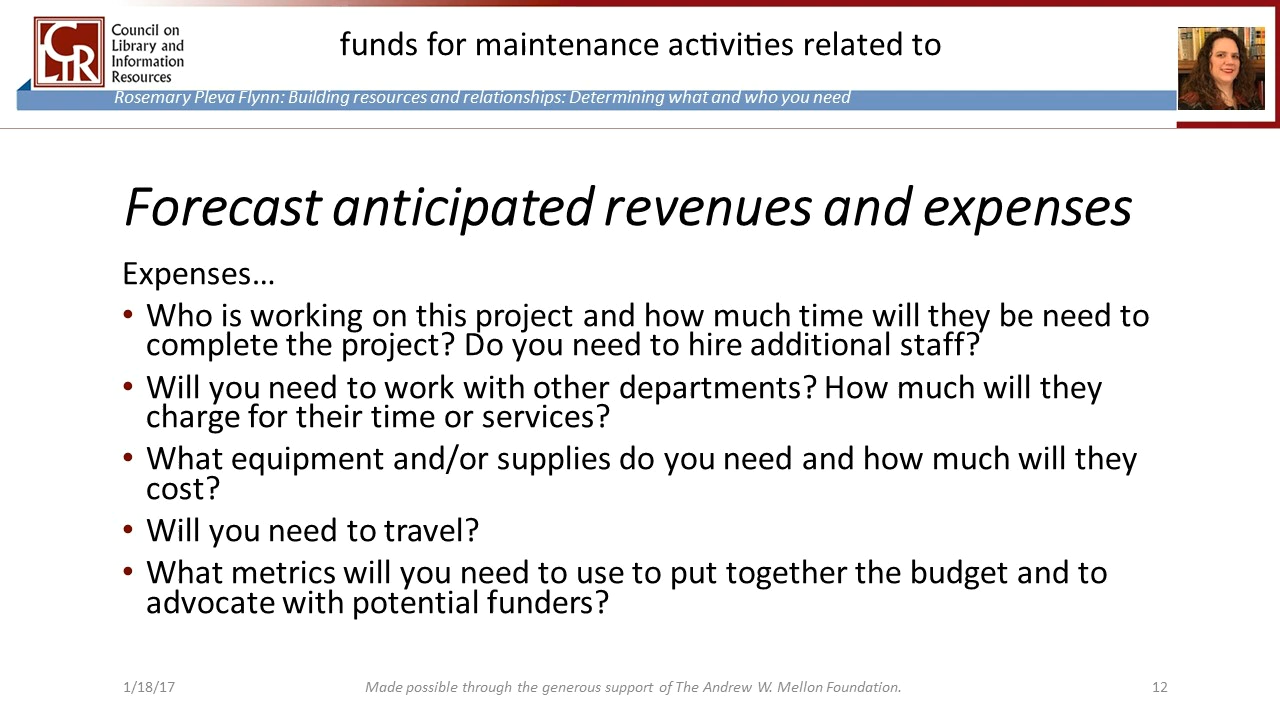 Council on
Library and
Information
Resources
CLIR
funds for maintenance activities related to
Rosemary Pleva Flynn: Building resources and relationships: Determining what and who you need
Forecast anticipated revenues and expenses
Expenses...
• Who is working on this project and how much time will they be need to
complete the project? Do you need to hire additional staff?
• Will you need to work with other departments? How much will they
charge for their time or services?
• What equipment and/or supplies do you need and how much will they
cost?
• Will you need to travel?
• What metrics will you need to use to put together the budget and to
advocate with potential funders?
1/18/17
Made possible through the generous support of The Andrew W. Mellon Foundation.
12